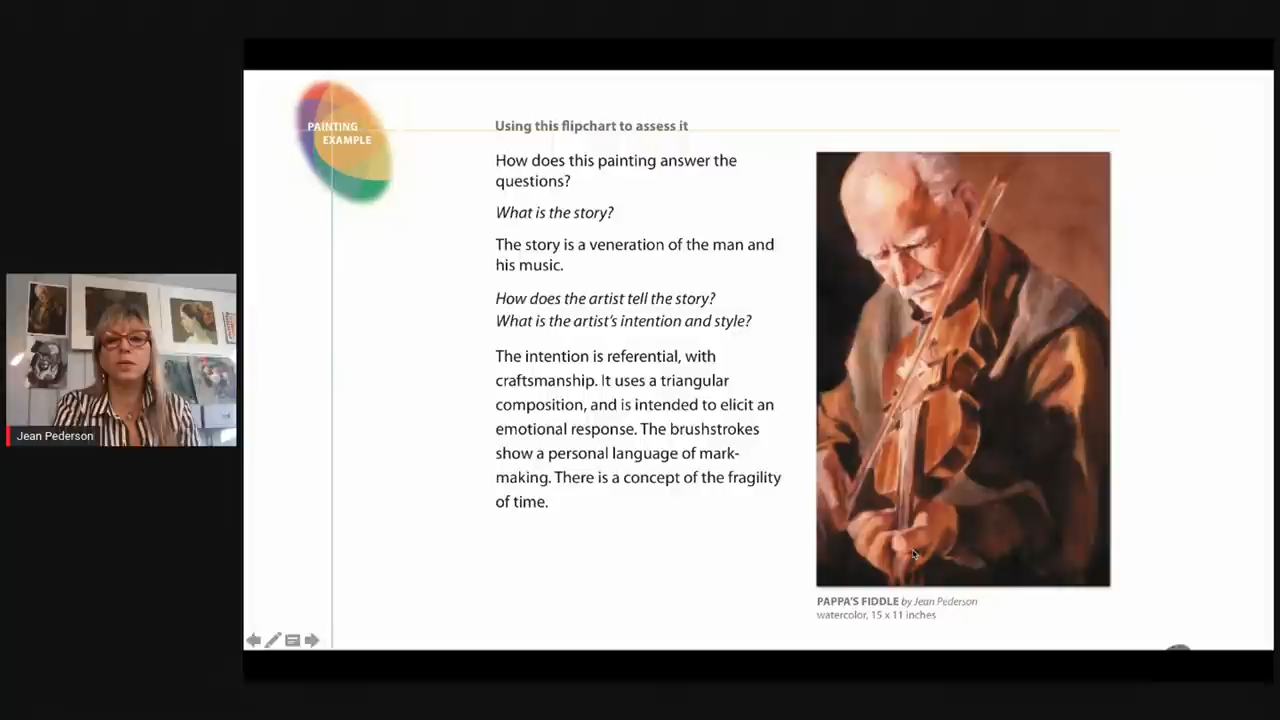 PAINTING
EXAMPLE
Using this flipchart to assess it
How does this painting answer the
questions?
What is the story?
The story is a veneration of the man and
his music.
How does the artist tell the story?
What is the artist's intention and style?
The intention is referential, with
craftsmanship. It uses a triangular
composition, and is intended to elicit an
emotional response. The brushstrokes
show a personal language of mark-
making. There is a concept of the fragility
of time.
PAPPA'S FIDDLE by Jean Pederson
watercolor, 15 x 11 inches
Jean Pederson